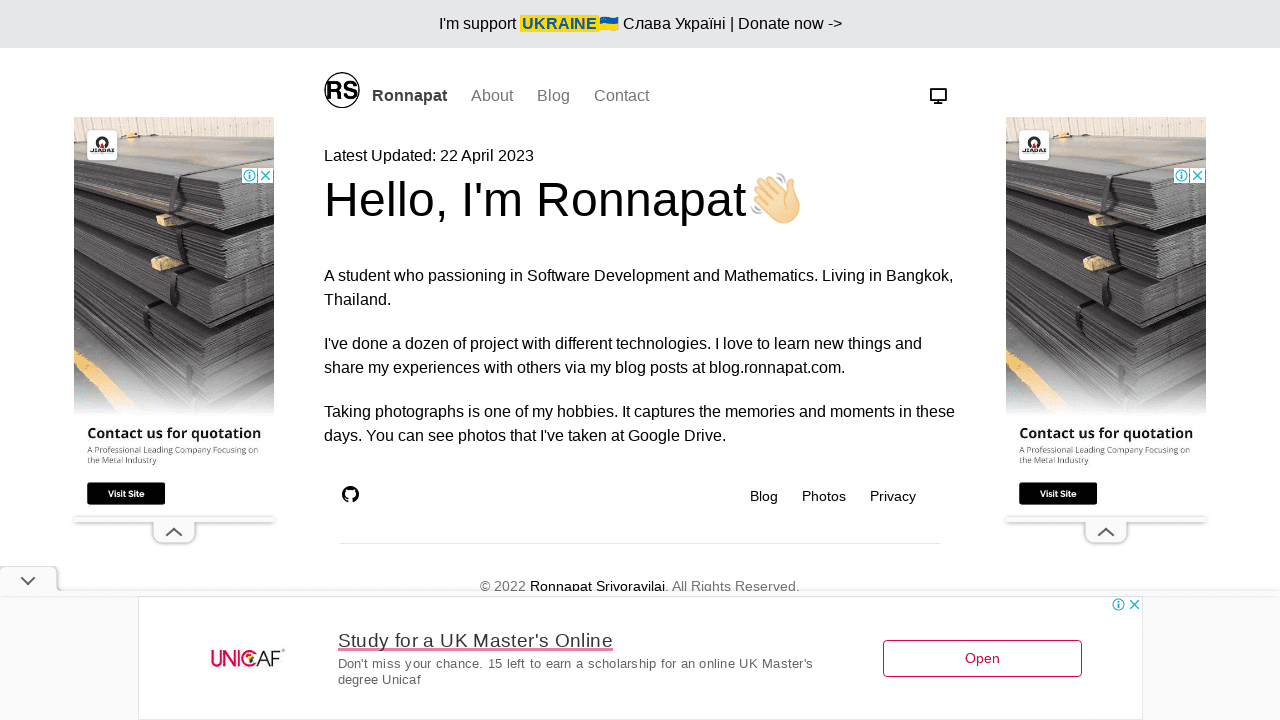 I'm support UKRAINE🇺🇦 Слава Україні | Donate now ->
RS
Ronnapat
About
Blog
Contact
Latest Updated: 22 April 2023
Hello, I'm Ronnapat👋
A student who passioning in Software Development and Mathematics. Living in Bangkok,
Thailand.
I've done a dozen of project with different technologies. I love to learn new things and
share my experiences with others via my blog posts at blog.ronnapat.com.
Taking photographs is one of my hobbies. It captures the memories and moments in these
days. You can see photos that I've taken at Google Drive.
Blog
Photos
Privacy
© 2022 Ronnapat Srivoravilai. All Rights Reserved.
JIADAI
Contact us for quotation
A Professional Leading Company Focusing on
the Metal Industry
Visit Site
JIADAI
Contact us for quotation
A Professional Leading Company Focusing on
the Metal Industry
Visit Site
UNICAF
Study for a UK Master's Online
Don't miss your chance. 15 left to earn a scholarship for an online UK Master's
degree Unicaf
Open